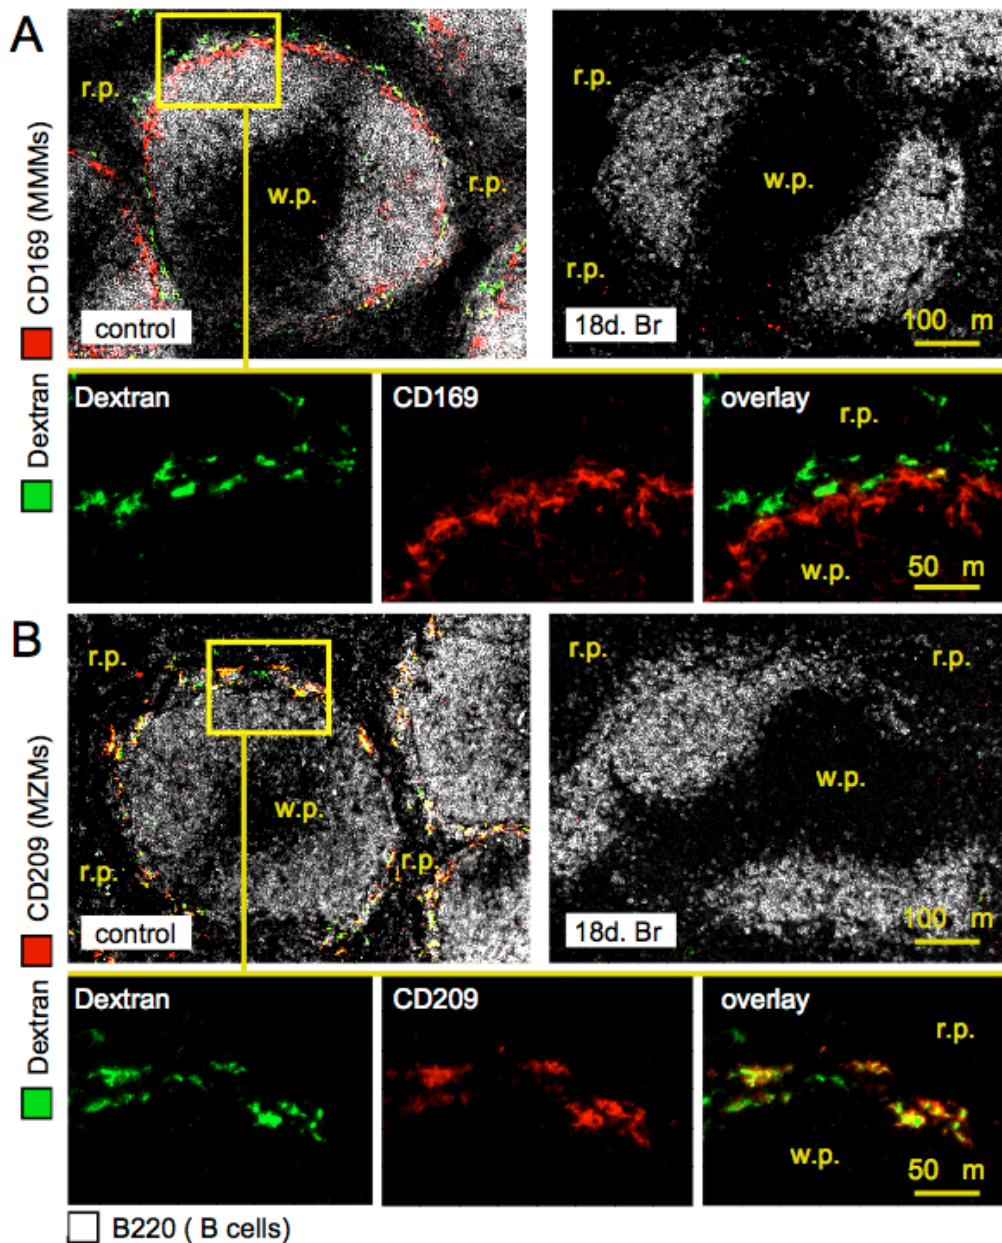 A
CD169 (MMMs)
Dextran
r.p.
w.p.
r.p.
control
r.p.
w.p.
r.p.
18d. Br
100 m
Dextran
CD169
overlay
r.p.
w.p.
50 m
B
CD209 (MZMs)
Dextran
r.p.
w.p.
r.p.
r.p.
control
r.p.
r.p.
w.p.
18d. Br
100 m
Dextran
CD209
overlay
r.p.
w.p.
50 m
B220 ( B cells)